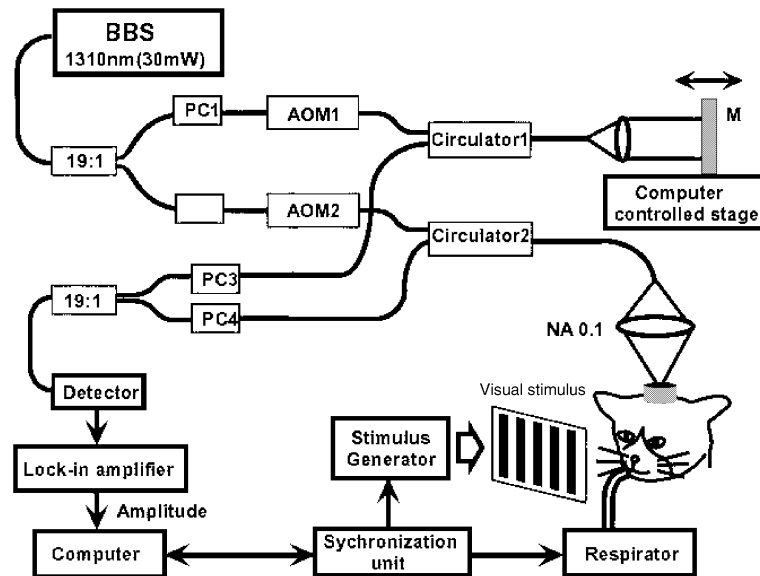 BBS
1310nm(30mW)
PC1
AOM1
Circulator1
M
19:1
Computer
controlled stage
AOM2
Circulator2
PC3
19:1
PC4
NA 0.1
Detector
Visual stimulus
Stimulus
Generator
Lock-in amplifier
Amplitude
Computer
Sychronization
unit
Respirator